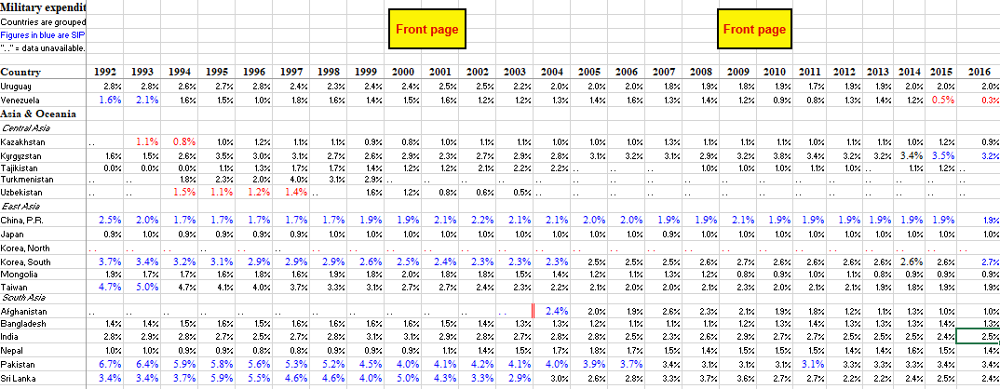 Military expendit
Countries are grouped
Figures in blue are SIP
".." = data unavailable.
Front page
Front page
Country 1992 1993 1994 1995 1996 1997 1998 1999 2000 2001 2002 2003 2004 2005 2006 2007 2008 2009 2010 2011 2012 2013 2014 2015 2016
Uruguay 2.8% 2.8% 2.6% 2.7% 2.8% 2.4% 2.3% 2.4% 2.4% 2.5% 2.5% 2.2% 2.0% 2.0% 2.0% 1.8% 1.9% 1.8% 1.9% 1.7% 1.9% 1.9% 2.0% 2.0% 2.0%
Venezuela 1.6% 2.1% 1.6% 1.5% 1.0% 1.8% 1.6% 1.4% 1.5% 1.6% 1.2% 1.2% 1.3% 1.4% 1.6% 1.3% 1.4% 1.2% 0.9% 0.8% 1.3% 1.4% 1.2% 0.5% 0.3%
Asia & Oceania
Central Asia
Kazakhstan .. 1.1% 0.8% 1.0% 1.2% 1.1% 1.1% 0.9% 0.8% 1.0% 1.1% 1.1% 1.0% 1.0% 1.0% 1.3% 1.1% 1.1% 1.1% 1.0% 1.1% 1.1% 1.0% 1.2% 0.9%
Kyrgyzstan 1.6% 1.5% 2.6% 3.5% 3.0% 3.1% 2.7% 2.6% 2.9% 2.3% 2.7% 2.9% 2.8% 3.1% 3.2% 3.1% 2.9% 3.2% 3.8% 3.4% 3.2% 3.2% 3.4% 3.5% 3.2%
Tajikistan 0.0% 0.0% 0.0% 1.1% 1.3% 1.7% 1.7% 1.4% 1.2% 1.2% 2.1% 2.2% 2.2% .. .. .. 1.0% 1.0% 1.0% 1.1% 1.0% .. 1.1% 1.2% ..
Turkmenistan .. .. 1.8% 2.3% 2.0% 4.0% 3.1% 2.9% .. .. .. .. .. .. .. .. .. .. .. .. .. .. .. .. ..
Uzbekistan .. .. 1.5% 1.1% 1.2% 1.4% .. 1.6% 1.2% 0.8% 0.6% 0.5% .. .. .. .. .. .. .. .. .. .. .. .. ..
East Asia
China, P.R. 2.5% 2.0% 1.7% 1.7% 1.7% 1.7% 1.7% 1.9% 1.9% 2.1% 2.2% 2.1% 2.1% 2.0% 2.0% 1.9% 1.9% 2.1% 1.9% 1.9% 1.9% 1.9% 1.9% 1.9% 1.9%
Japan 0.9% 1.0% 0.9% 0.9% 0.9% 0.9% 1.0% 1.0% 1.0% 1.0% 1.0% 1.0% 1.0% 1.0% 1.0% 0.9% 1.0% 1.0% 1.0% 1.0% 1.0% 1.0% 1.0% 1.0% 1.0%
Korea, North .. .. .. .. .. .. .. .. .. .. .. .. .. .. .. .. .. .. .. .. .. .. .. .. ..
Korea, South 3.7% 3.4% 3.2% 3.1% 2.9% 2.9% 2.9% 2.6% 2.5% 2.4% 2.3% 2.3% 2.3% 2.5% 2.5% 2.5% 2.6% 2.7% 2.6% 2.6% 2.6% 2.6% 2.6% 2.6% 2.7%
Mongolia 1.9% 1.7% 1.7% 1.6% 1.8% 1.6% 1.9% 1.8% 2.0% 1.8% 1.8% 1.5% 1.4% 1.2% 1.1% 1.3% 1.2% 0.8% 0.9% 1.0% 1.1% 0.8% 0.9% 0.9% 0.9%
Taiwan 4.7% 5.0% 4.7% 4.1% 4.0% 3.7% 3.3% 3.1% 2.7% 2.7% 2.4% 2.3% 2.2% 2.1% 2.0% 2.0% 2.1% 2.3% 2.0% 2.1% 2.1% 1.9% 1.8% 1.9% 1.9%
South Asia
Afghanistan .. .. .. .. .. .. .. .. .. .. .. .. 2.4% 2.0% 1.9% 2.6% 2.3% 2.1% 1.9% 1.8% 1.2% 1.1% 1.3% 1.0% 1.0%
Bangladesh 1.4% 1.4% 1.5% 1.6% 1.5% 1.6% 1.6% 1.6% 1.6% 1.5% 1.4% 1.3% 1.3% 1.2% 1.1% 1.1% 1.1% 1.2% 1.3% 1.4% 1.3% 1.3% 1.3% 1.4% 1.3%
India 2.8% 2.9% 2.8% 2.7% 2.5% 2.7% 2.8% 3.1% 3.1% 2.9% 2.8% 2.7% 2.8% 2.8% 2.5% 2.3% 2.6% 2.9% 2.7% 2.7% 2.5% 2.5% 2.5% 2.4% 2.5%
Nepal 1.0% 1.0% 0.9% 0.9% 0.8% 0.8% 0.9% 0.9% 0.9% 1.1% 1.4% 1.5% 1.7% 1.8% 1.7% 1.5% 1.4% 1.5% 1.5% 1.5% 1.4% 1.4% 1.6% 1.5% 1.4%
Pakistan 6.7% 6.4% 5.9% 5.8% 5.6% 5.3% 5.2% 4.5% 4.0% 4.1% 4.2% 4.1% 4.0% 3.9% 3.7% 3.4% 3.1% 3.1% 3.1% 3.1% 3.3% 3.3% 3.3% 3.4% 3.4%
Sri Lanka 3.4% 3.4% 3.7% 5.9% 5.5% 4.6% 4.6% 4.0% 5.0% 4.3% 3.3% 2.9% 3.0% 2.6% 2.8% 3.3% 3.7% 3.6% 2.7% 2.7% 2.2% 2.2% 2.4% 2.5% 2.4%